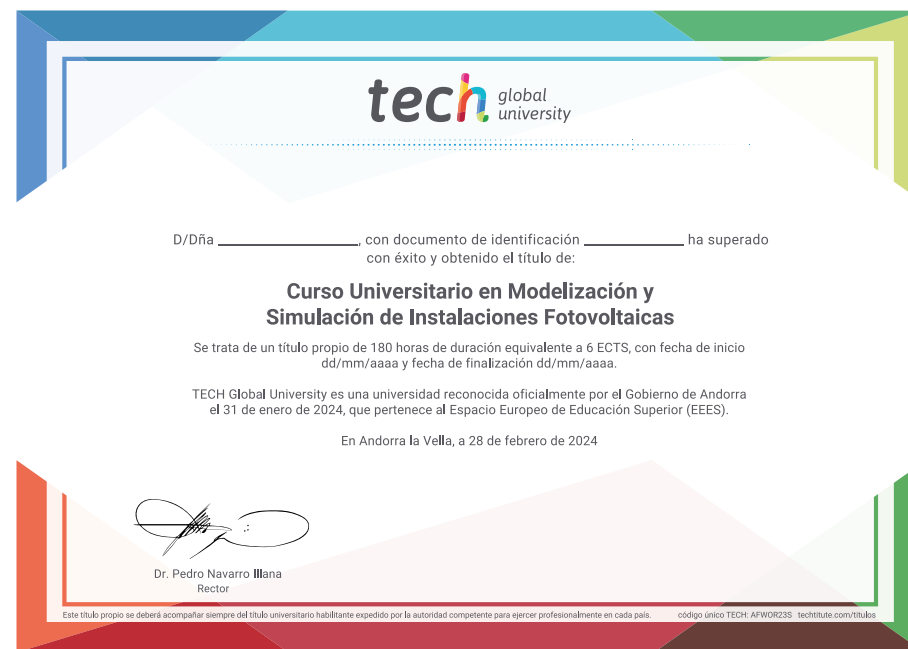 tech global
university
D/Dña ____________________, con documento de identificación ______________ ha superado
con éxito y obtenido el título de:
Curso Universitario en Modelización y
Simulación de Instalaciones Fotovoltaicas
Se trata de un título propio de 180 horas de duración equivalente a 6 ECTS, con fecha de inicio
dd/mm/aaaa y fecha de finalización dd/mm/aaaa.
TECH Global University es una universidad reconocida oficialmente por el Gobierno de Andorra
el 31 de enero de 2024, que pertenece al Espacio Europeo de Educación Superior (EEES).
En Andorra la Vella, a 28 de febrero de 2024
Dr. Pedro Navarro Illana
Rector
Este título propio se deberá acompañar siempre del título universitario habilitante expedido por la autoridad competente para ejercer profesionalmente en cada país. código único TECH: AFWOR23S techtitute.com/titulos